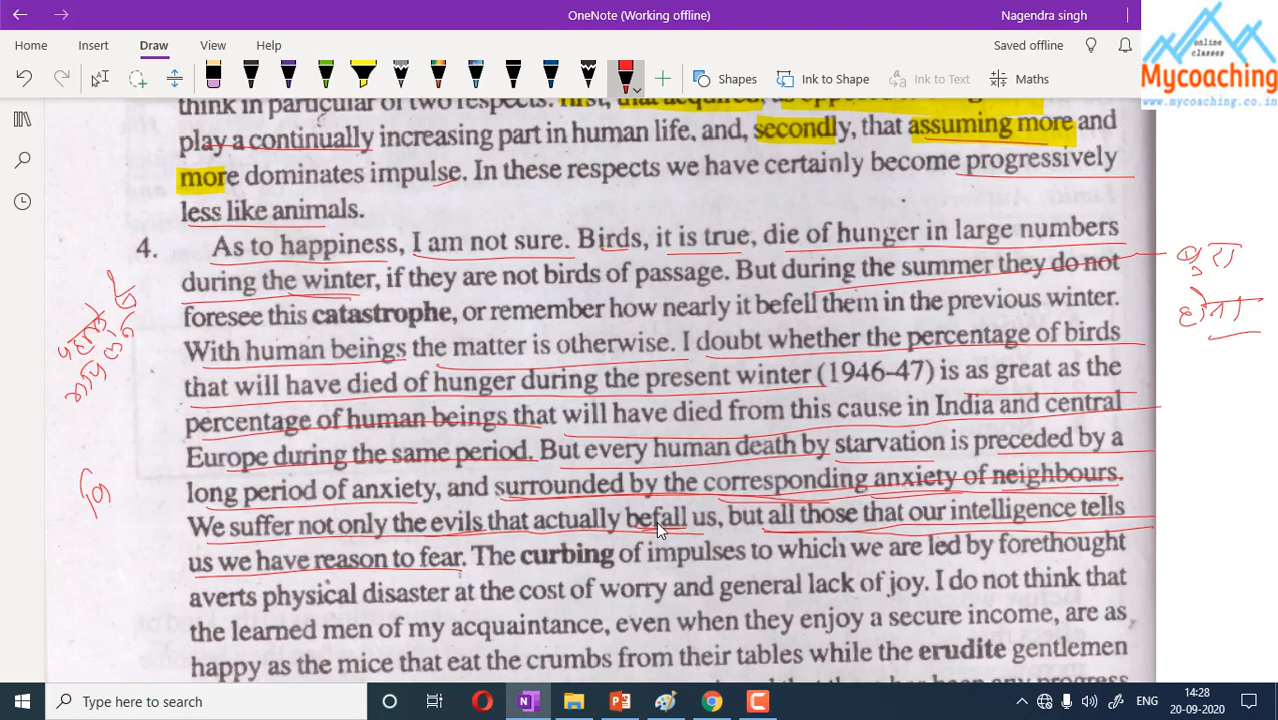 OneNote (Working offline)
Nagendra singh
Home Insert Draw View Help
Saved offline
Shapes Ink to Shape Ink to Text Maths
online
classes
Mycoaching
www.mycoaching.co.in
think in particular of two respects. First, that acquired, as opposed
play a continually increasing part in human life, and, secondly, that assuming more and
more dominates impulse. In these respects we have certainly become progressively
less like animals.
4. As to happiness, I am not sure. Birds, it is true, die of hunger in large numbers
during the winter, if they are not birds of passage. But during the summer they do not
foresee this catastrophe, or remember how nearly it befell them in the previous winter.
With human beings the matter is otherwise. I doubt whether the percentage of birds
that will have died of hunger during the present winter (1946–47) is as great as the
percentage of human beings that will have died from this cause in India and central
Europe during the same period. But every human death by starvation is preceded by a
long period of anxiety, and surrounded by the corresponding anxiety of neighbours.
We suffer not only the evils that actually befall us, but all those that our intelligence tells
us we have reason to fear. The curbing of impulses to which we are led by forethought
averts physical disaster at the cost of worry and general lack of joy. I do not think that
the learned men of my acquaintance, even when they enjoy a secure income, are as
happy as the mice that eat the crumbs from their tables while the erudite gentlemen
होता
Type here to search
ENG
14:28
20-09-2020